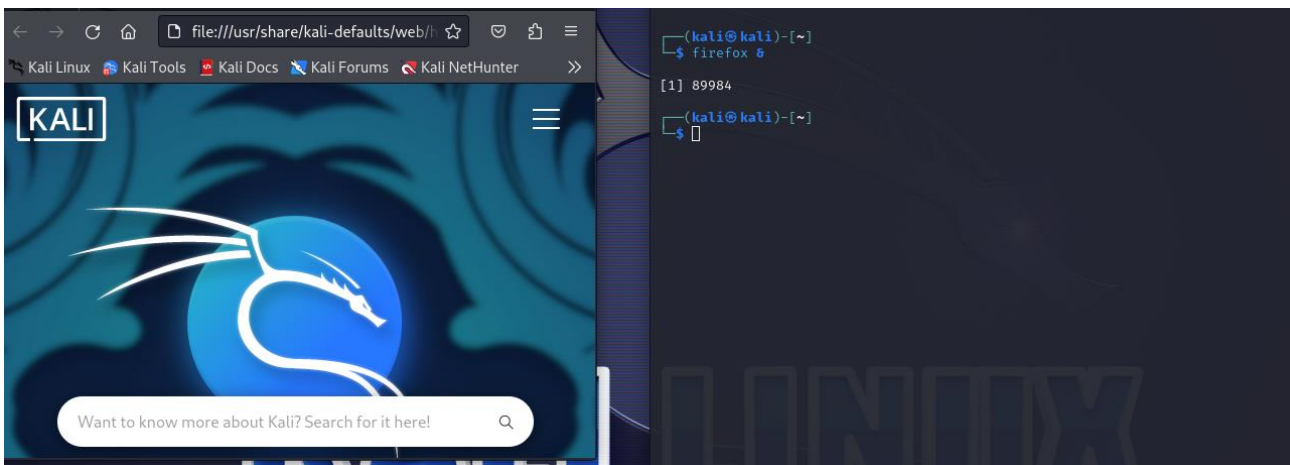 file:///usr/share/kali-defaults/web/h
Kali Linux Kali Tools Kali Docs Kali Forums Kali NetHunter
KALI
Want to know more about Kali? Search for it here!
(kali㉿kali)-[~]
$ firefox &
[1] 89984
(kali㉿kali)-[~]
$
LINUX